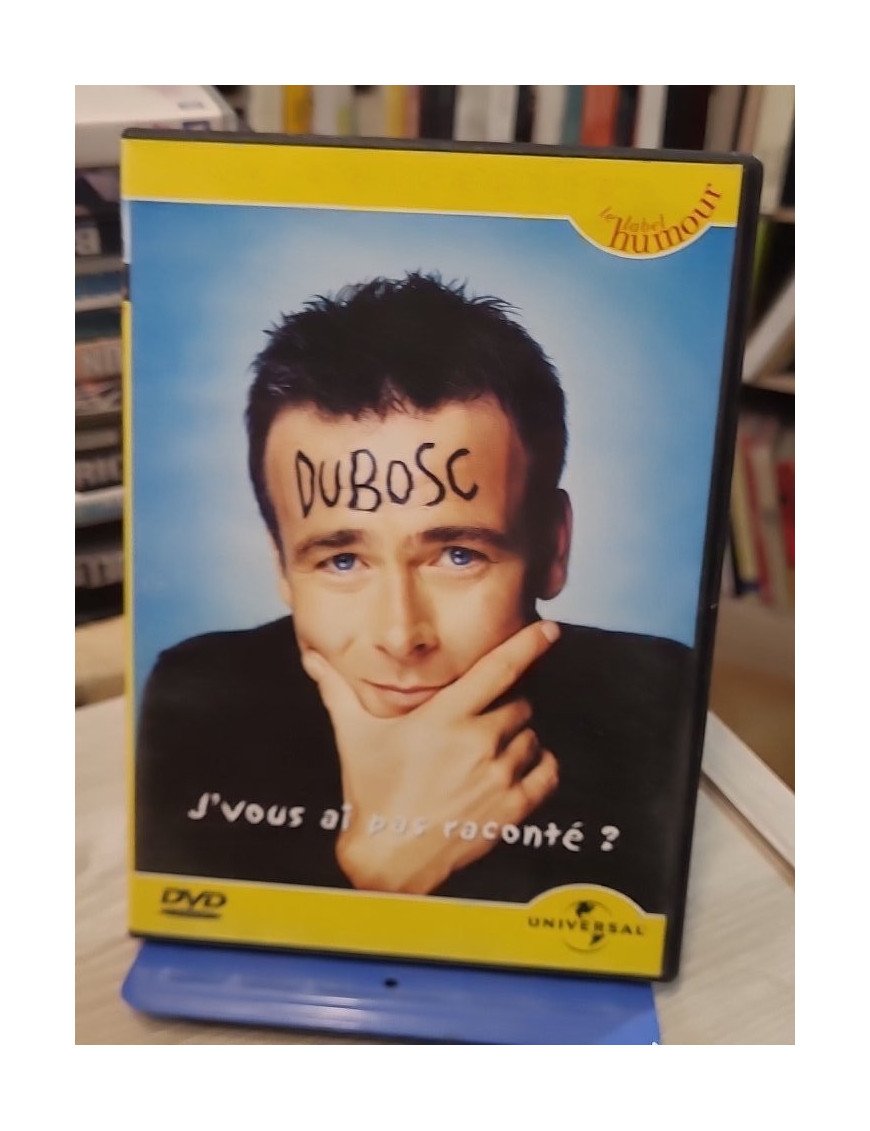 le label
humour
DUBOSC
J'vous ai pas raconté ?
DVD
UNIVERSAL